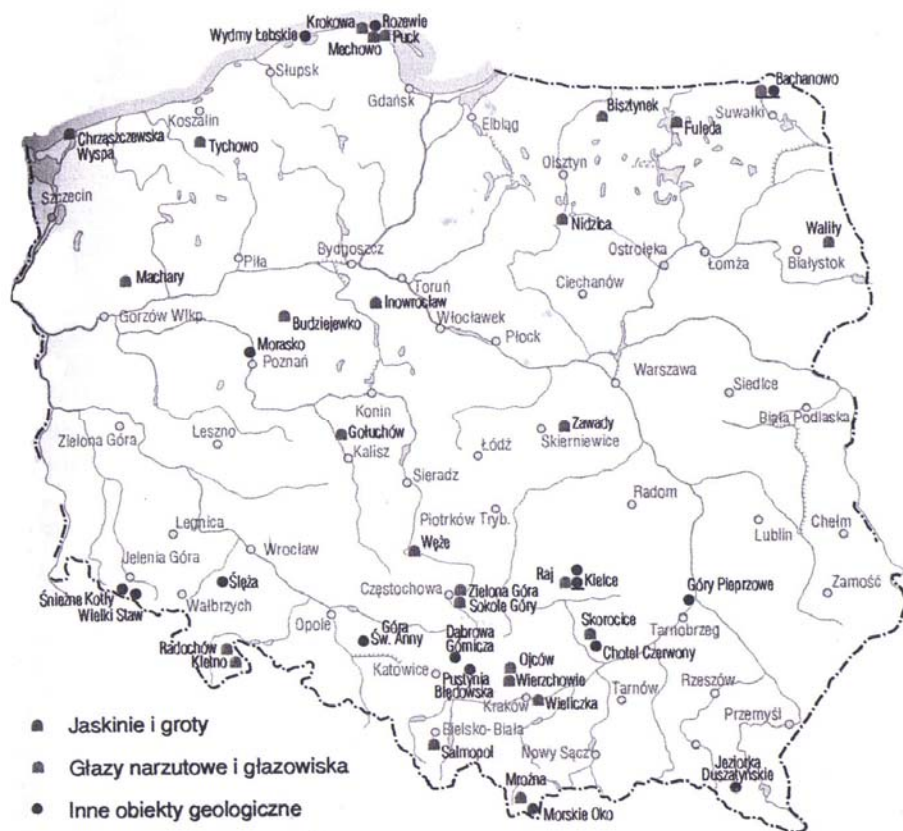 Krokowa
Rozewie
Wydmy Łebskie
Mechowo
Puck
Słupsk
Gdańsk
Bachanowo
Suwałki
Bisztynek
Fuleda
Elbląg
Koszalin
Chrząszczewska
Wyspa
Tychowo
Olsztyn
Szczecin
Nidzica
Waliły
Białystok
Ostrołęka
Łomża
Bydgoszcz
Piła
Machary
Toruń
Ciechanów
Inowrocław
Gorzów Wlkp.
Budziejewko
Włocławek
Płock
Morasko
Poznań
Warszawa
Siedlce
Konin
Biała Podlaska
Zielona Góra
Leszno
Gołuchów
Kalisz
Łódź
Zawady
Skierniewice
Sieradz
Radom
Piotrków Tryb.
Lublin
Chełm
Legnica
Wrocław
Węże
Jelenia Góra
Częstochowa
Zielona Góra
Sokole Góry
Raj
Kielce
Góry Pieprzowe
Zamość
Śnieżne Kotły
Wielki Staw
Ślęża
Wałbrzych
Opole
Góra
Św. Anny
Dąbrowa
Górnicza
Skorocice
Chotel Czerwony
Tarnobrzeg
Radochów
Kletno
Katowice
Pustynia
Błędowska
Ojców
Wierzchowie
Kraków
Wieliczka
Tarnów
Rzeszów
Przemyśl
Bielsko-Biała
Salmopol
Nowy Sącz
Jeziorka
Duszatyńskie
Mroźna
Morskie Oko
Jaskinie i groty
Głazy narzutowe i głazowiska
Inne obiekty geologiczne